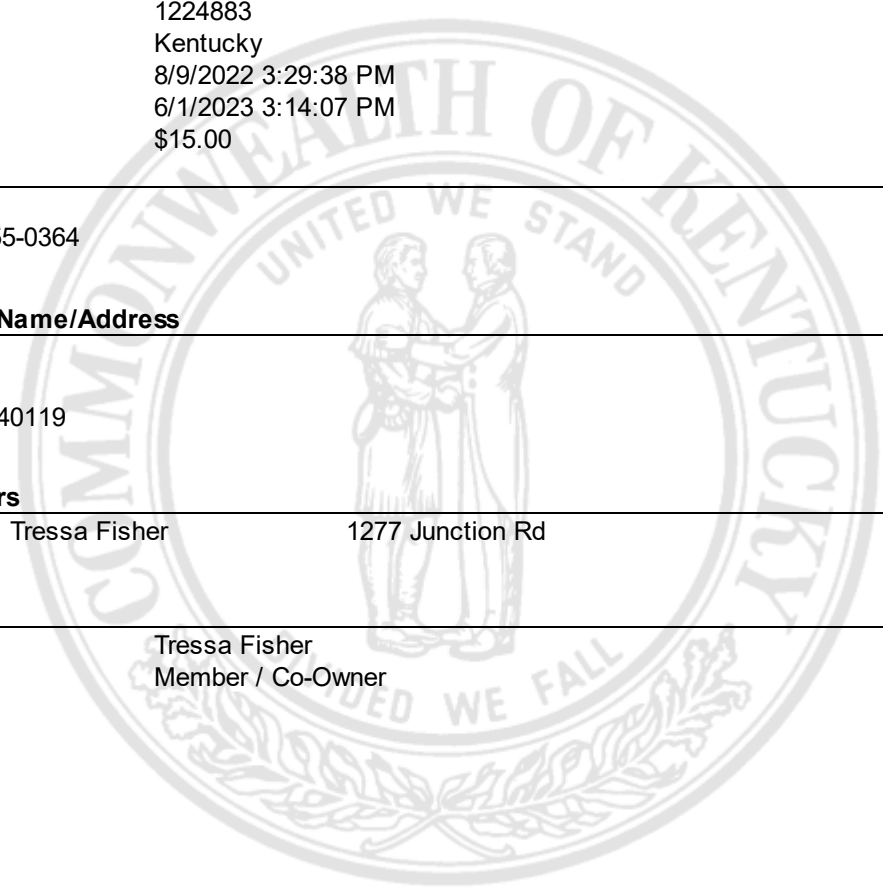 1224883
Kentucky
8/9/2022 3:29:38 PM
6/1/2023 3:14:07 PM
$15.00
COMMONWEALTH OF KENTUCKY
UNITED WE STAND
5-0364
Name/Address
40119
rs
Tressa Fisher 1277 Junction Rd
Tressa Fisher
Member / Co-Owner
DED WE FALL